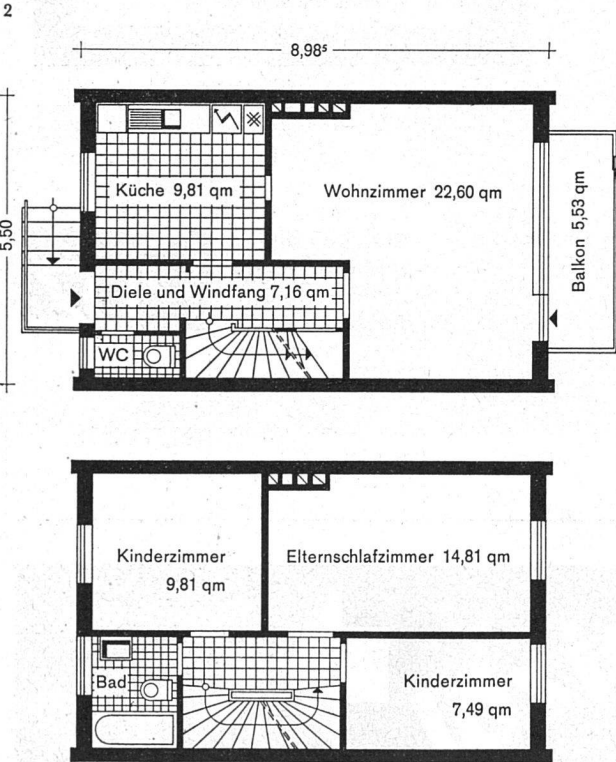 2
8,98⁵
5,50
Küche 9,81 qm
Wohnzimmer 22,60 qm
Balkon 5,53 qm
Diele und Windfang 7,16 qm
WC
Kinderzimmer
9,81 qm
Elternschlafzimmer 14,81 qm
Bad
Kinderzimmer
7,49 qm